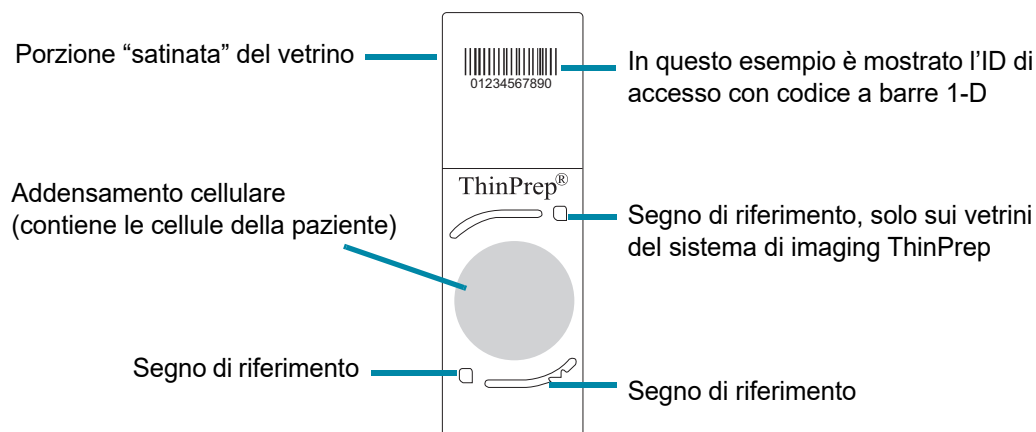 Porzione “satinata” del vetrino
01234567890
In questo esempio è mostrato l’ID di
accesso con codice a barre 1-D
ThinPrep®
Addensamento cellulare
(contiene le cellule della paziente)
Segno di riferimento, solo sui vetrini
del sistema di imaging ThinPrep
Segno di riferimento
Segno di riferimento